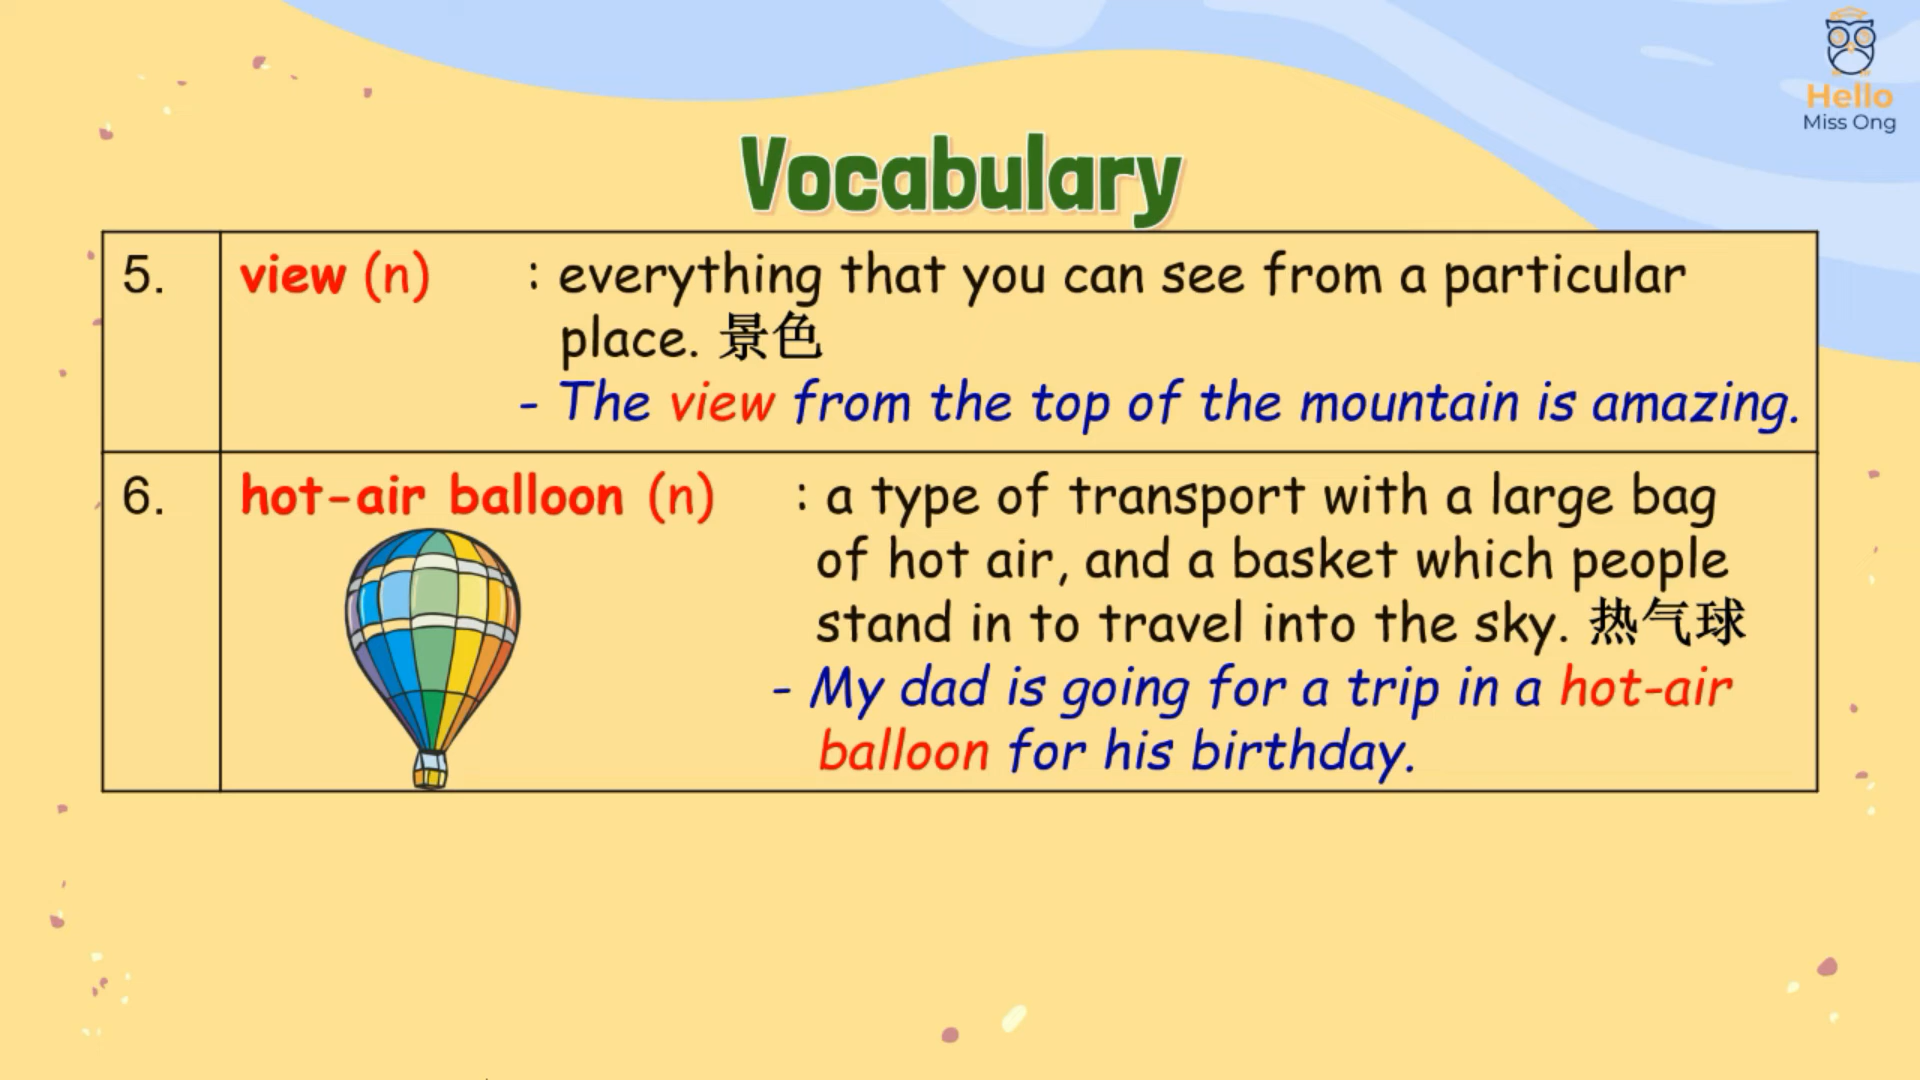 Hello
Miss Ong
Vocabulary
5. view (n) : everything that you can see from a particular
place. 景色
- The view from the top of the mountain is amazing.
6. hot-air balloon (n) : a type of transport with a large bag
of hot air, and a basket which people
stand in to travel into the sky. 热气球
- My dad is going for a trip in a hot-air
balloon for his birthday.